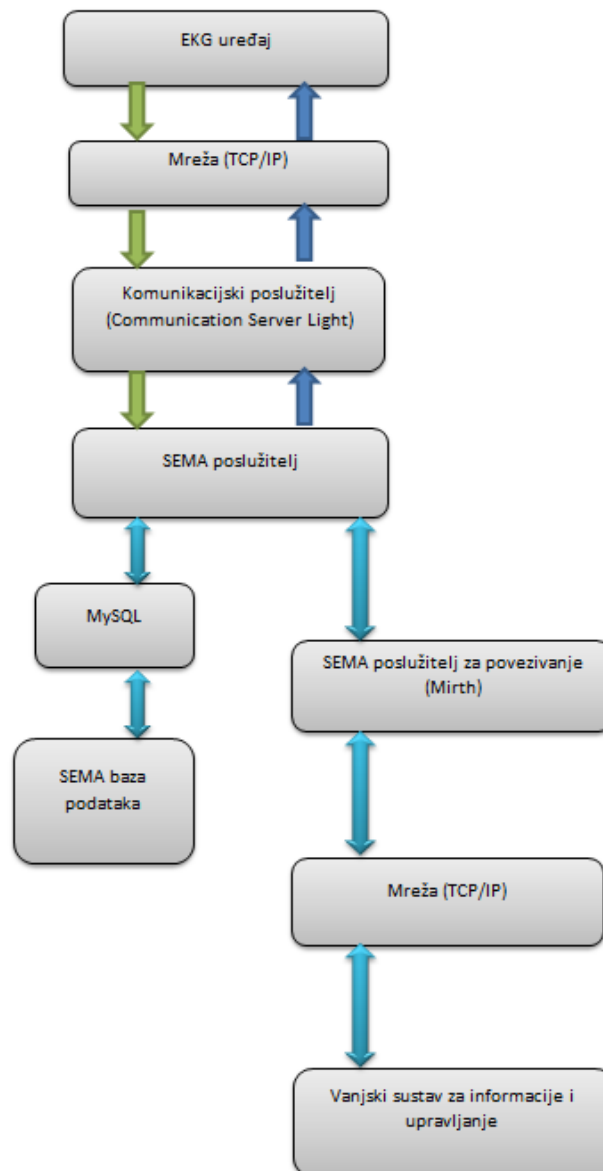 EKG uređaj
Mreža (TCP/IP)
Komunikacijski poslužitelj
(Communication Server Light)
SEMA poslužitelj
MySQL
SEMA poslužitelj za povezivanje
(Mirth)
SEMA baza
podataka
Mreža (TCP/IP)
Vanjski sustav za informacije i
upravljanje